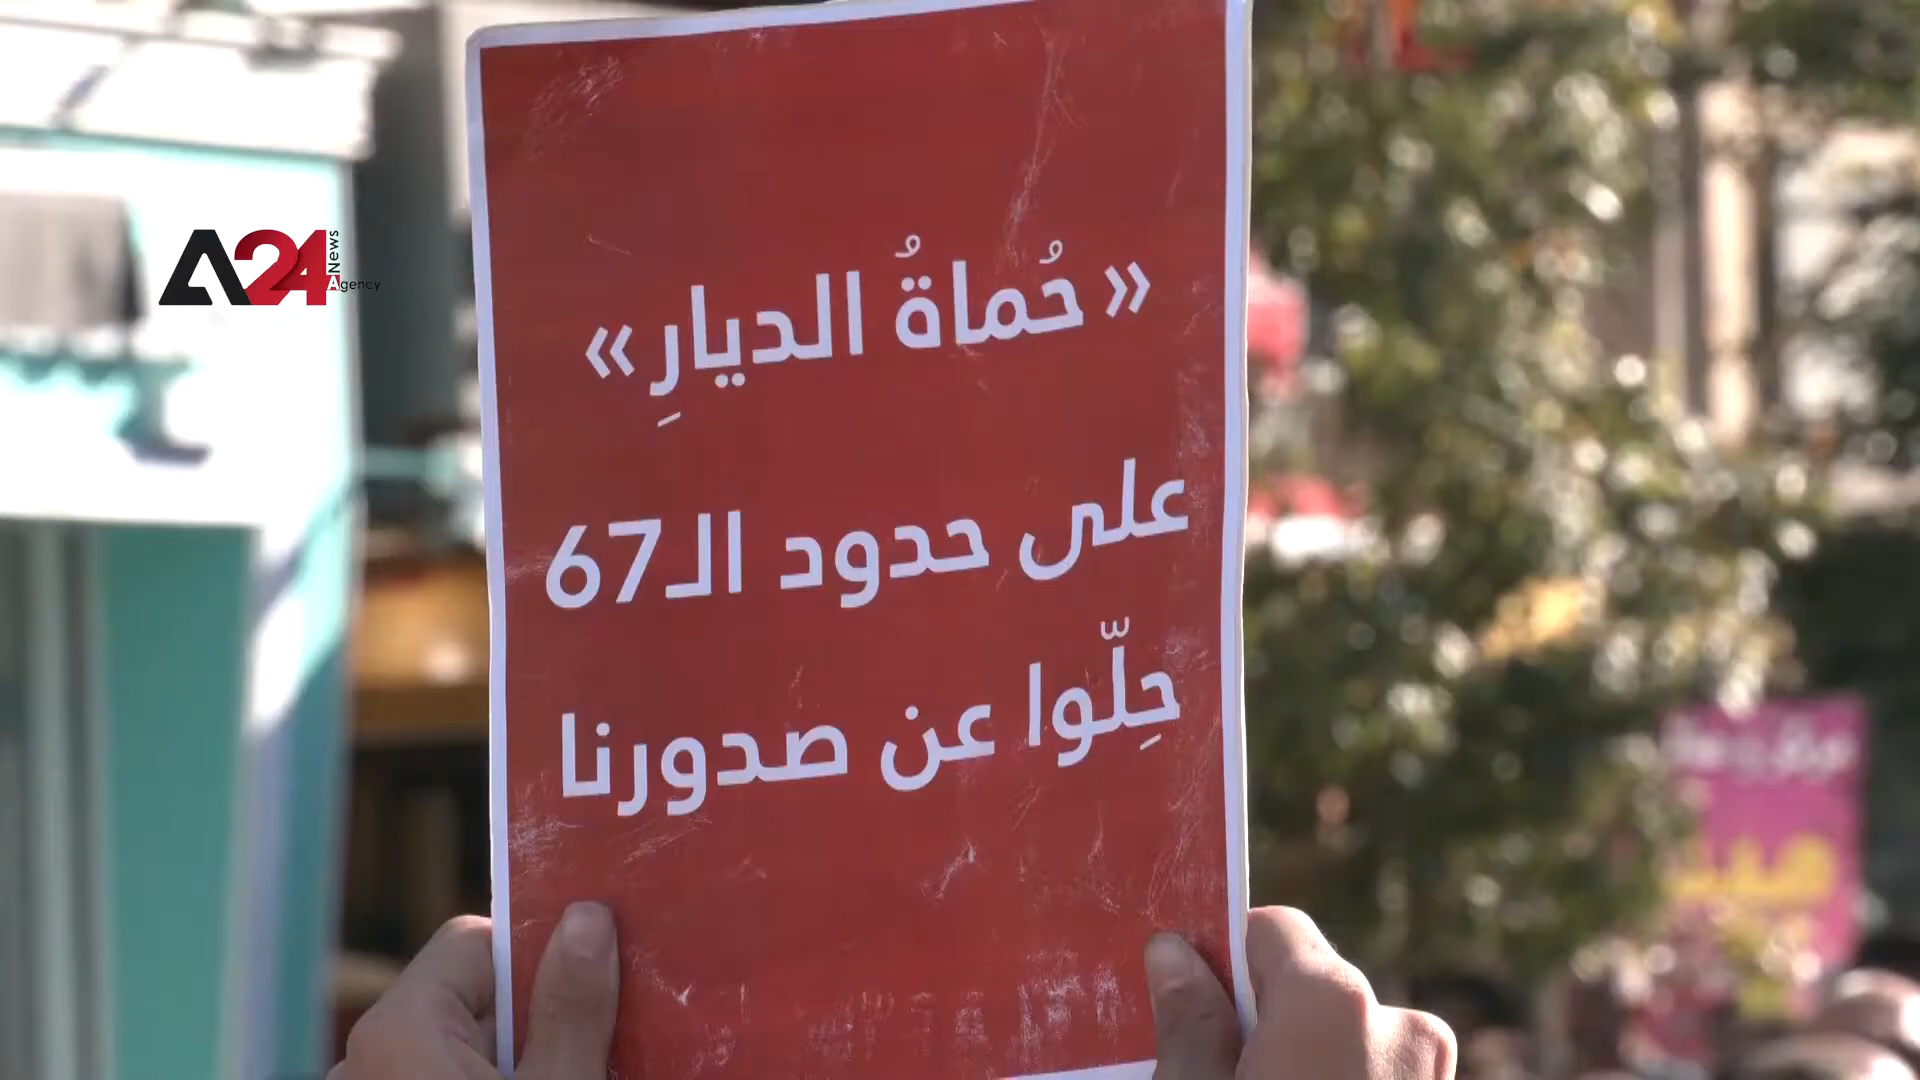 A24 News Agency
« حُماةُ الديارِ »
على حدود الـ67
حِلّوا عن صدورنا